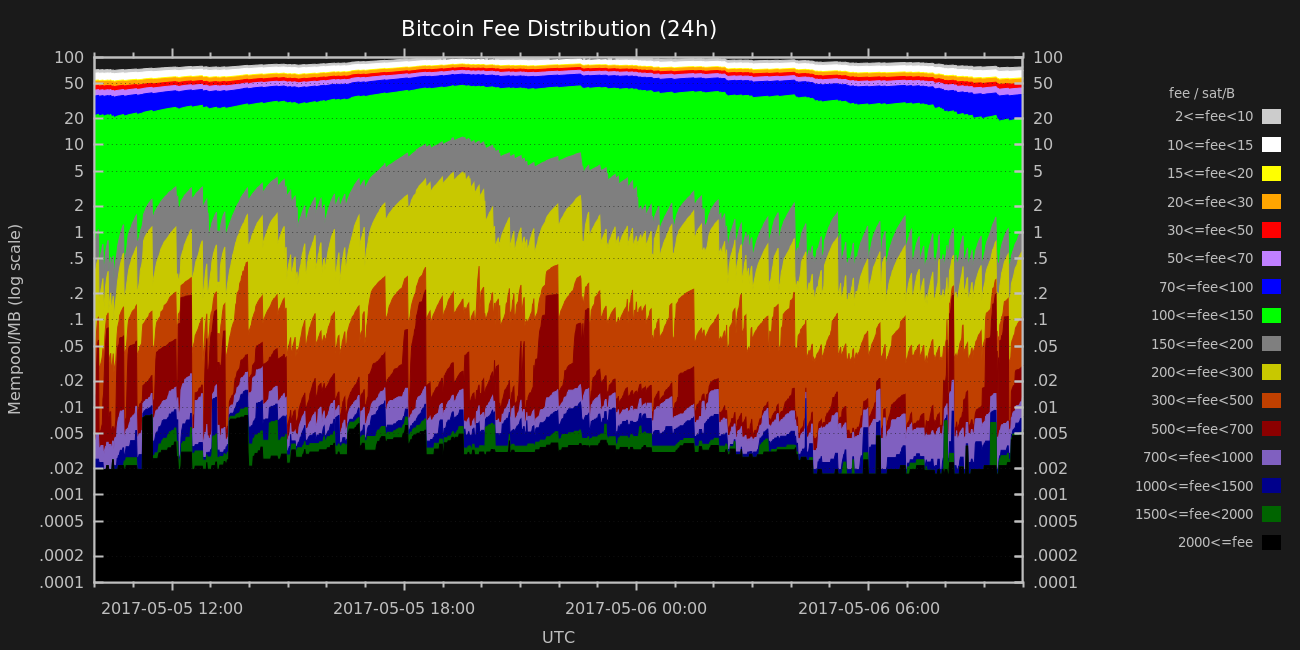 Bitcoin Fee Distribution (24h)
100
50
20
10
5
2
1
.5
.2
.1
.05
.02
.01
.005
.002
.001
.0005
.0002
.0001
Mempool/MB (log scale)
100
50
20
10
5
2
1
.5
.2
.1
.05
.02
.01
.005
.002
.001
.0005
.0002
.0001
2017-05-05 12:00
2017-05-05 18:00
2017-05-06 00:00
2017-05-06 06:00
UTC
fee / sat/B
2<=fee<10
10<=fee<15
15<=fee<20
20<=fee<30
30<=fee<50
50<=fee<70
70<=fee<100
100<=fee<150
150<=fee<200
200<=fee<300
300<=fee<500
500<=fee<700
700<=fee<1000
1000<=fee<1500
1500<=fee<2000
2000<=fee